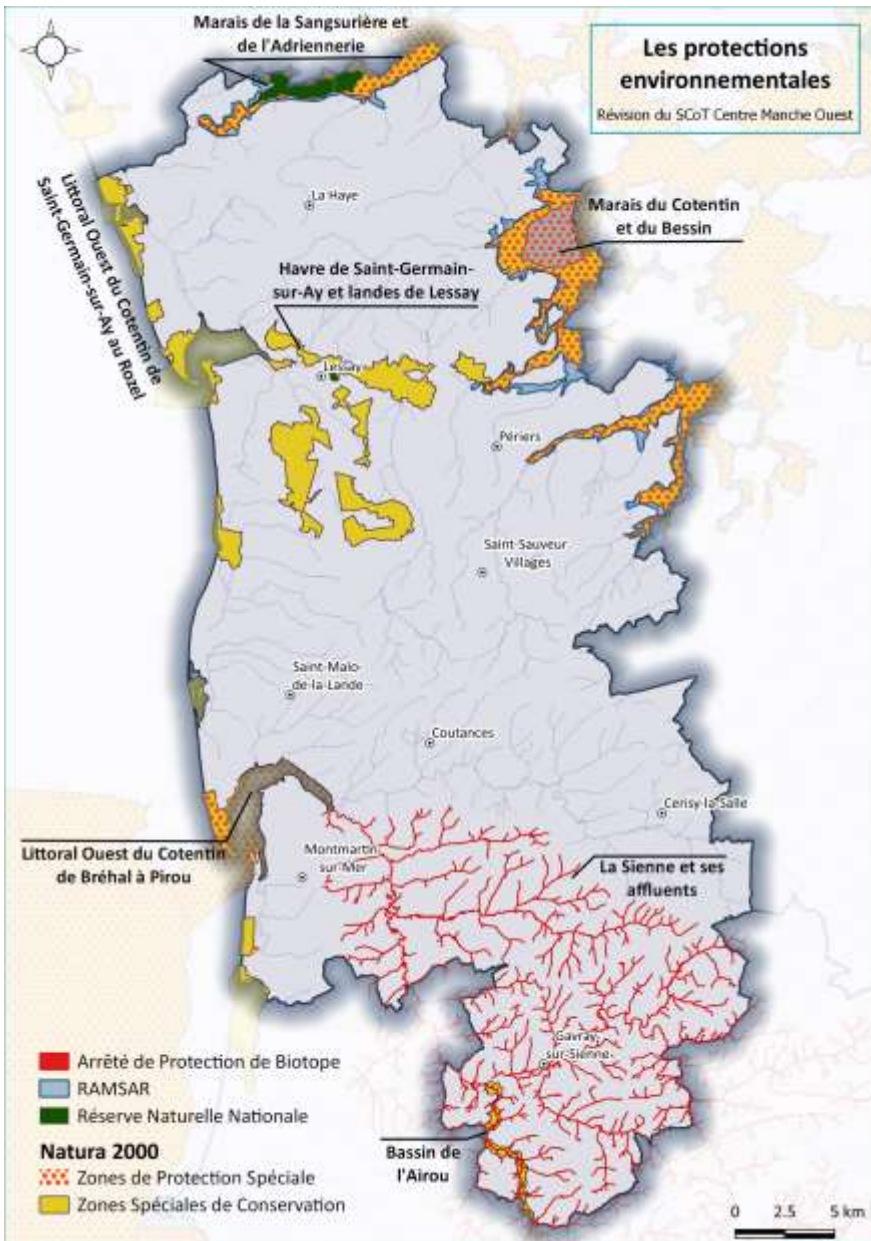 Marais de la Sangsurière et
de l'Adriennerie
Les protections
environnementales
Révision du SCoT Centre Manche Ouest
Littoral Ouest du Cotentin de
Saint-Germain-sur-Ay au Rozel
La Haye
Marais du Cotentin
et du Bessin
Havre de Saint-Germain-
sur-Ay et landes de Lessay
Lessay
Périers
Saint-Sauveur
Villages
Saint-Malo-
de-la-Lande
Coutances
Cerisy-la-Salle
Littoral Ouest du Cotentin
de Bréhal à Pirou
Montmartin
sur-Mer
La Sienne et ses
affluents
Gavray
sur-Sienne
Bassin de
l'Airou
Arrêté de Protection de Biotope
RAMSAR
Réserve Naturelle Nationale
Natura 2000
Zones de Protection Spéciale
Zones Spéciales de Conservation
0 2.5 5 km